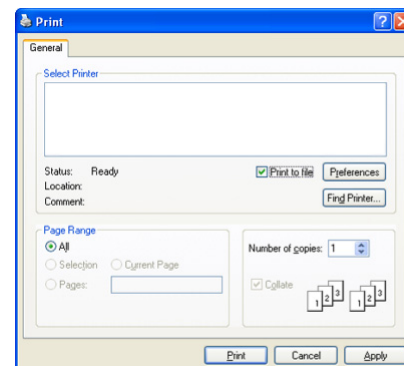 Print
General
Select Printer
Status: Ready
Print to file
Preferences
Location:
Comment:
Find Printer...
Page Range
All
Selection
Current Page
Pages:
Number of copies: 1
Collate
1 2 3 1 2 3
Print Cancel Apply